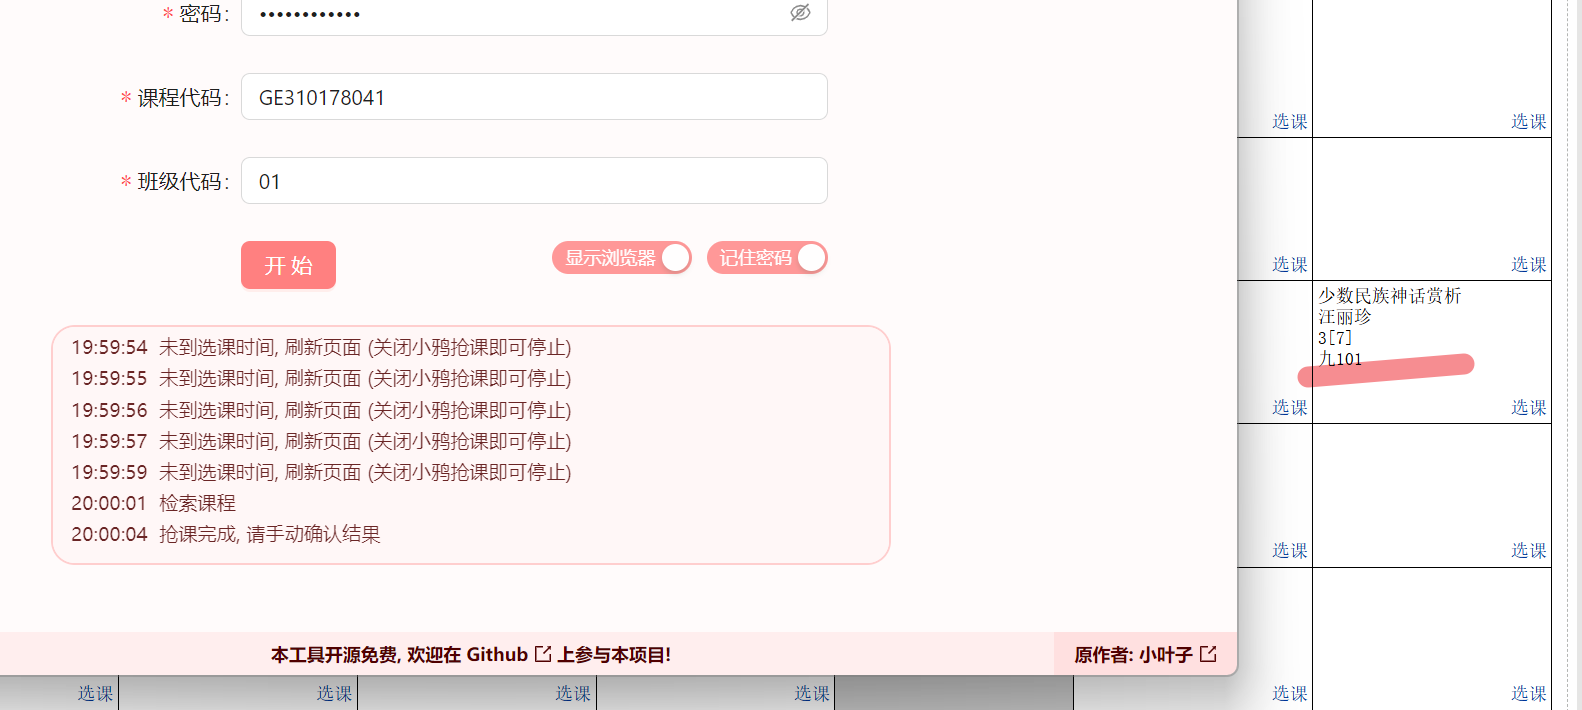 * 密码:
••••••••••••
* 课程代码:
GE310178041
* 班级代码:
01
开 始
显示浏览器
记住密码
19:59:54 未到选课时间, 刷新页面 (关闭小鸦抢课即可停止)
19:59:55 未到选课时间, 刷新页面 (关闭小鸦抢课即可停止)
19:59:56 未到选课时间, 刷新页面 (关闭小鸦抢课即可停止)
19:59:57 未到选课时间, 刷新页面 (关闭小鸦抢课即可停止)
19:59:59 未到选课时间, 刷新页面 (关闭小鸦抢课即可停止)
20:00:01 检索课程
20:00:04 抢课完成, 请手动确认结果
本工具开源免费, 欢迎在 Github 上参与本项目!
原作者: 小叶子
选课 选课
选课 选课
少数民族神话赏析
汪丽珍
3[7]
九101
选课 选课
选课 选课
选课 选课 选课 选课 选课 选课